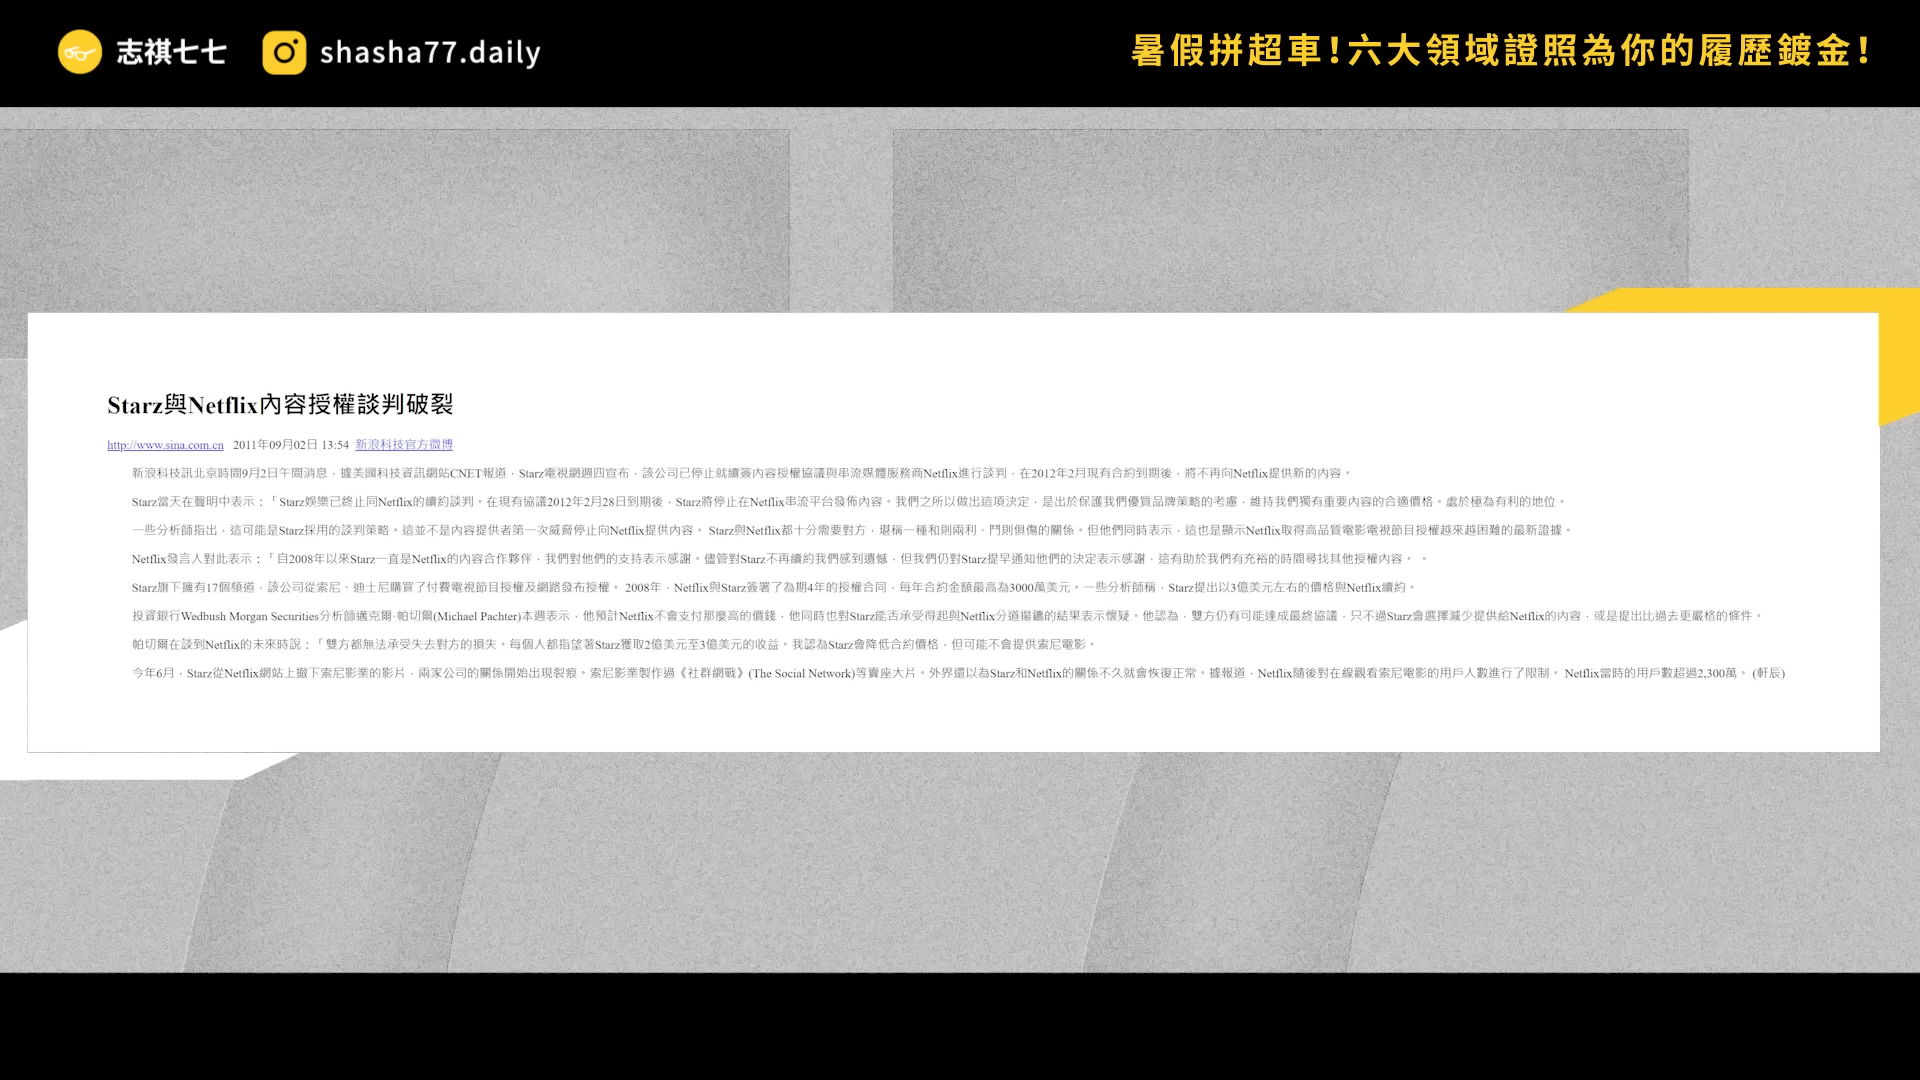 志祺七七
shasha77.daily
暑假拼超車!六大領域證照為你的履歷鍍金!
Starz與Netflix內容授權談判破裂
http://www.sina.com.cn 2011年09月02日 13:54 新浪科技官方微博
新浪科技訊北京時間9月2日午間消息，據美國科技資訊網站CNET報道，Starz電視網週四宣布，該公司已停止就續簽內容授權協議與串流媒體服務商Netflix進行談判，在2012年2月現有合約到期後，將不再向Netflix提供新的內容。
Starz當天在聲明中表示：「Starz娛樂已終止同Netflix的續約談判。在現有協議2012年2月28日到期後，Starz將停止在Netflix串流平台發佈內容。我們之所以做出這項決定，是出於保護我們優質品牌策略的考慮，維持我們獨有重要內容的合適價格。處於極為有利的地位。
一些分析師指出，這可能是Starz採用的談判策略。這並不是內容提供者第一次威脅停止向Netflix提供內容。 Starz與Netflix都十分需要對方，堪稱一種和則兩利、鬥則俱傷的關係。但他們同時表示，這也是顯示Netflix取得高品質電影電視節目授權越來越困難的最新證據。
Netflix發言人對此表示：「自2008年以來Starz一直是Netflix的內容合作夥伴，我們對他們的支持表示感謝。儘管對Starz不再續約我們感到遺憾，但我們仍對Starz提早通知他們的決定表示感謝，這有助於我們有充裕的時間尋找其他授權內容。 。
Starz旗下擁有17個頻道，該公司從索尼、迪士尼購買了付費電視節目授權及網路發布授權。 2008年，Netflix與Starz簽署了為期4年的授權合同，每年合約金額最高為3000萬美元。一些分析師稱，Starz提出以3億美元左右的價格與Netflix續約。
投資銀行Wedbush Morgan Securities分析師邁克爾·帕切爾(Michael Pachter)本週表示，他預計Netflix不會支付那麼高的價錢，他同時也對Starz能否承受得起與Netflix分道揚鑣的結果表示懷疑。他認為，雙方仍有可能達成最終協議，只不過Starz會選擇減少提供給Netflix的內容，或是提出比過去更嚴格的條件。
帕切爾在談到Netflix的未來時說：「雙方都無法承受失去對方的損失。每個人都指望著Starz獲取2億美元至3億美元的收益。我認為Starz會降低合約價格，但可能不會提供索尼電影。
今年6月，Starz從Netflix網站上撤下索尼影業的影片，兩家公司的關係開始出現裂痕。索尼影業製作過《社群網戰》(The Social Network)等賣座大片。外界還以為Starz和Netflix的關係不久就會恢復正常。據報道，Netflix隨後對在線觀看索尼電影的用戶人數進行了限制。 Netflix當時的用戶數超過2,300萬。 (軒辰)